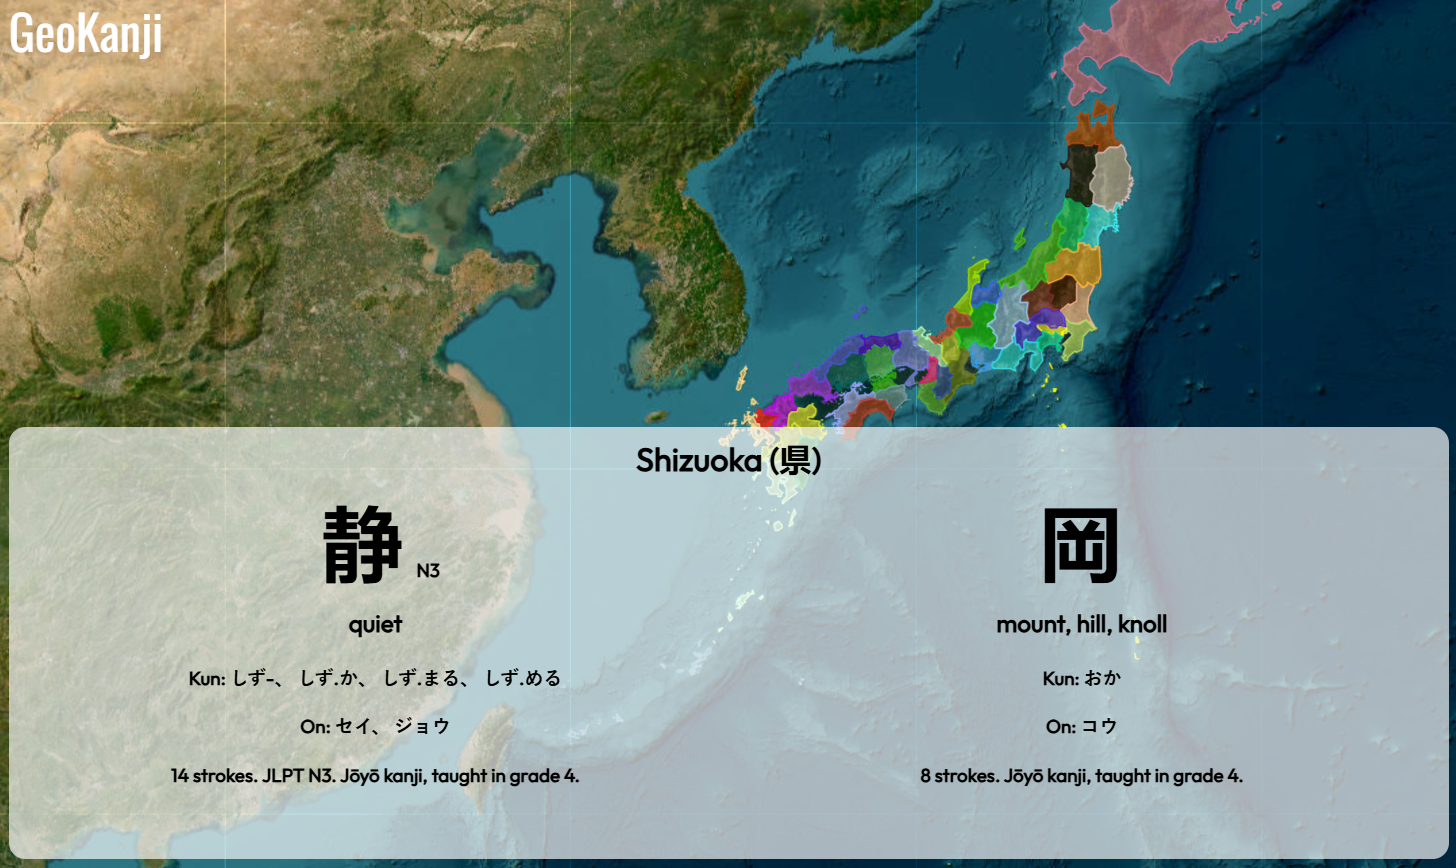 GeoKanji
Shizuoka (県)
静 N3
quiet
Kun: しず-、 しず.か、 しず.まる、 しず.める
On: セイ、 ジョウ
14 strokes. JLPT N3. Jōyō kanji, taught in grade 4.
岡
mount, hill, knoll
Kun: おか
On: コウ
8 strokes. Jōyō kanji, taught in grade 4.